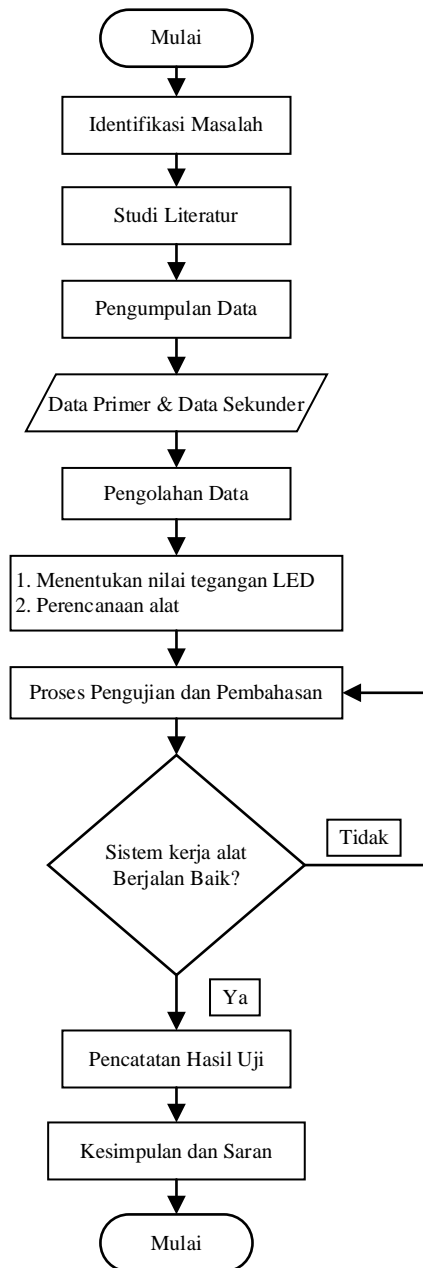 Mulai
Identifikasi Masalah
Studi Literatur
Pengumpulan Data
Data Primer & Data Sekunder
Pengolahan Data
1. Menentukan nilai tegangan LED
2. Perencanaan alat
Proses Pengujian dan Pembahasan
Sistem kerja alat
Berjalan Baik?
Tidak
Ya
Pencatatan Hasil Uji
Kesimpulan dan Saran
Mulai